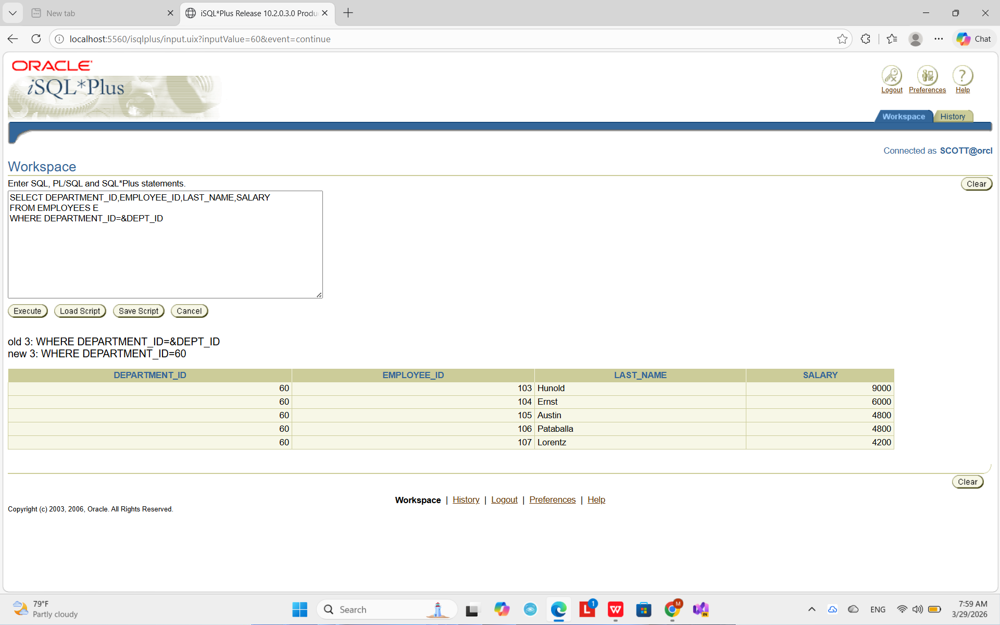 New tab
iSQL*Plus Release 10.2.0.3.0 Produ
localhost:5560/isqlplus/input.uix?inputValue=60&event=continue
Chat
ORACLE
iSQL*Plus
Logout Preferences Help
Workspace History
Connected as SCOTT@orcl
Workspace
Enter SQL, PL/SQL and SQL*Plus statements.
Clear
SELECT DEPARTMENT_ID,EMPLOYEE_ID,LAST_NAME,SALARY
FROM EMPLOYEES E
WHERE DEPARTMENT_ID=&DEPT_ID
Execute Load Script Save Script Cancel
old 3: WHERE DEPARTMENT_ID=&DEPT_ID
new 3: WHERE DEPARTMENT_ID=60
DEPARTMENT_ID EMPLOYEE_ID LAST_NAME SALARY
60 103 Hunold 9000
60 104 Ernst 6000
60 105 Austin 4800
60 106 Pataballa 4800
60 107 Lorentz 4200
Clear
Workspace | History | Logout | Preferences | Help
Copyright (c) 2003, 2006, Oracle. All Rights Reserved.
79°F
Partly cloudy
Search
L 1
W
M
IN
ENG
7:59 AM
3/29/2026